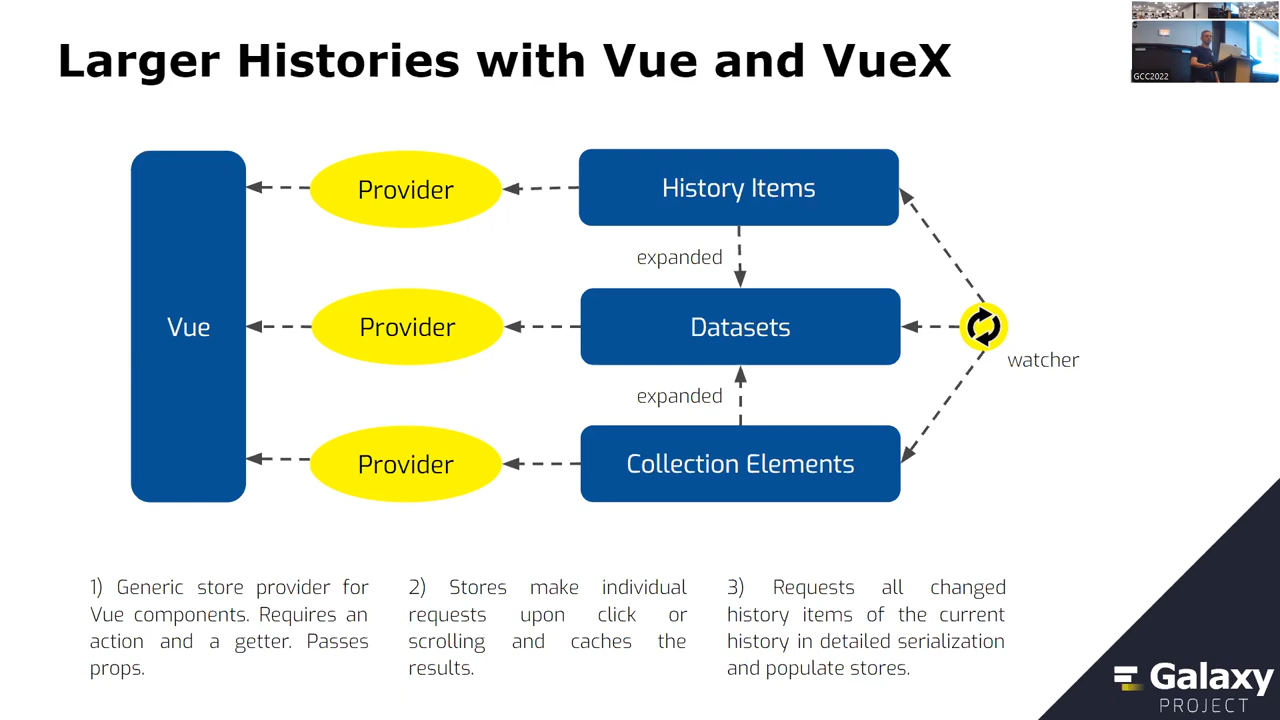 Larger Histories with Vue and VueX
GCC2022
Provider
History Items
expanded
Vue
Provider
Datasets
watcher
expanded
Provider
Collection Elements
1) Generic store provider for
Vue components. Requires an
action and a getter. Passes
props.
2) Stores make individual
requests upon click or
scrolling and caches the
results.
3) Requests all changed
history items of the current
history in detailed serialization
and populate stores.
Galaxy
PROJECT